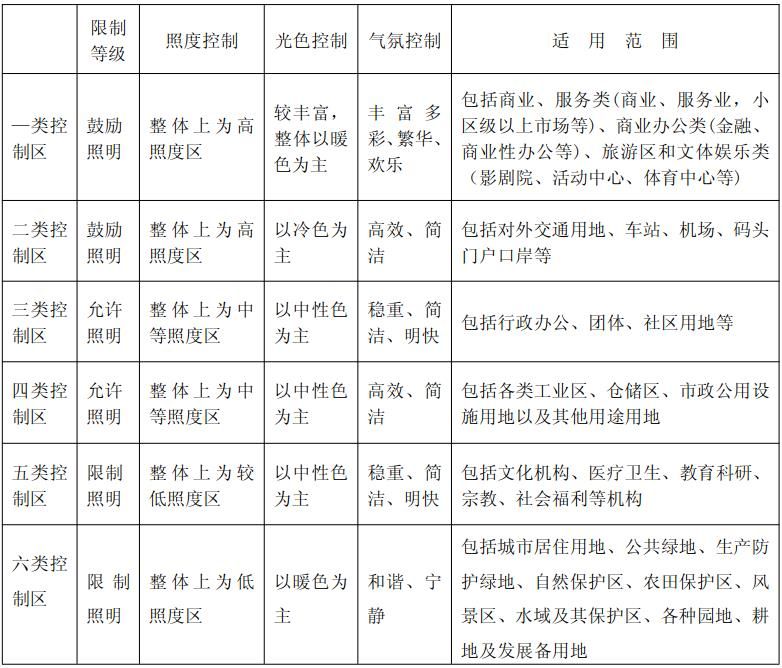 限制
等级
照度控制
光色控制
气氛控制
适用范围
一类控
制区
鼓励
照明
整体上为高
照度区
较丰富，
整体以暖
色为主
丰富多
彩、繁华、
欢乐
包括商业、服务类(商业、服务业，小
区级以上市场等)、商业办公类(金融、
商业性办公等)、旅游区和文体娱乐类
（影剧院、活动中心、体育中心等)
二类控
制区
鼓励
照明
整体上为高
照度区
以冷色为
主
高效、简
洁
包括对外交通用地、车站、机场、码头
门户口岸等
三类控
制区
允许
照明
整体上为中
等照度区
以中性色
为主
稳重、简
洁、明快
包括行政办公、团体、社区用地等
四类控
制区
允许
照明
整体上为中
等照度区
以中性色
为主
高效、简
洁
包括各类工业区、仓储区、市政公用设
施用地以及其他用途用地
五类控
制区
限制
照明
整体上为较
低照度区
以中性色
为主
稳重、简
洁、明快
包括文化机构、医疗卫生、教育科研、
宗教、社会福利等机构
六类控
制区
限制
照明
整体上为低
照度区
以暖色为
主
和谐、宁
静
包括城市居住用地、公共绿地、生产防
护绿地、自然保护区、农田保护区、风
景区、水域及其保护区、各种园地、耕
地及发展备用地